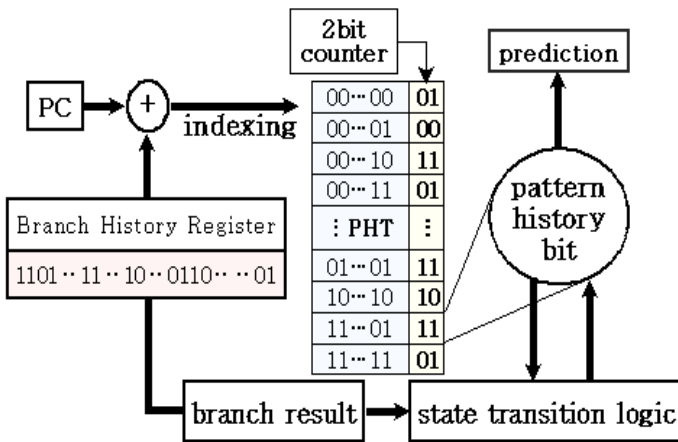 2bit
counter
prediction
PC
+
indexing
00···00 01
00···01 00
00···10 11
00···11 01
⋮ PHT ⋮
01···01 11
10···10 10
11···01 11
11···11 01
pattern
history
bit
Branch History Register
1101··11··10··0110·····01
branch result
state transition logic